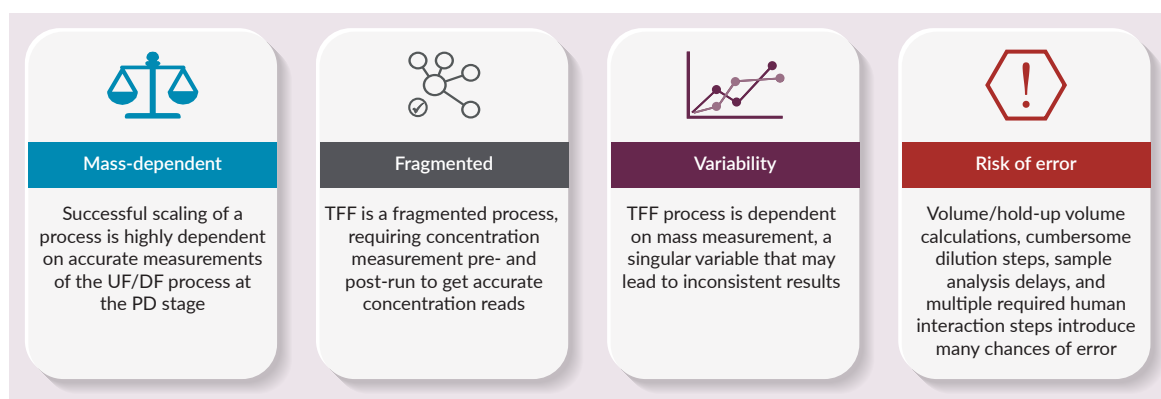 Mass-dependent
Successful scaling of a
process is highly dependent
on accurate measurements
of the UF/DF process at
the PD stage
Fragmented
TFF is a fragmented process,
requiring concentration
measurement pre- and
post-run to get accurate
concentration reads
Variability
TFF process is dependent
on mass measurement, a
singular variable that may
lead to inconsistent results
Risk of error
Volume/hold-up volume
calculations, cumbersome
dilution steps, sample
analysis delays, and
multiple required human
interaction steps introduce
many chances of error